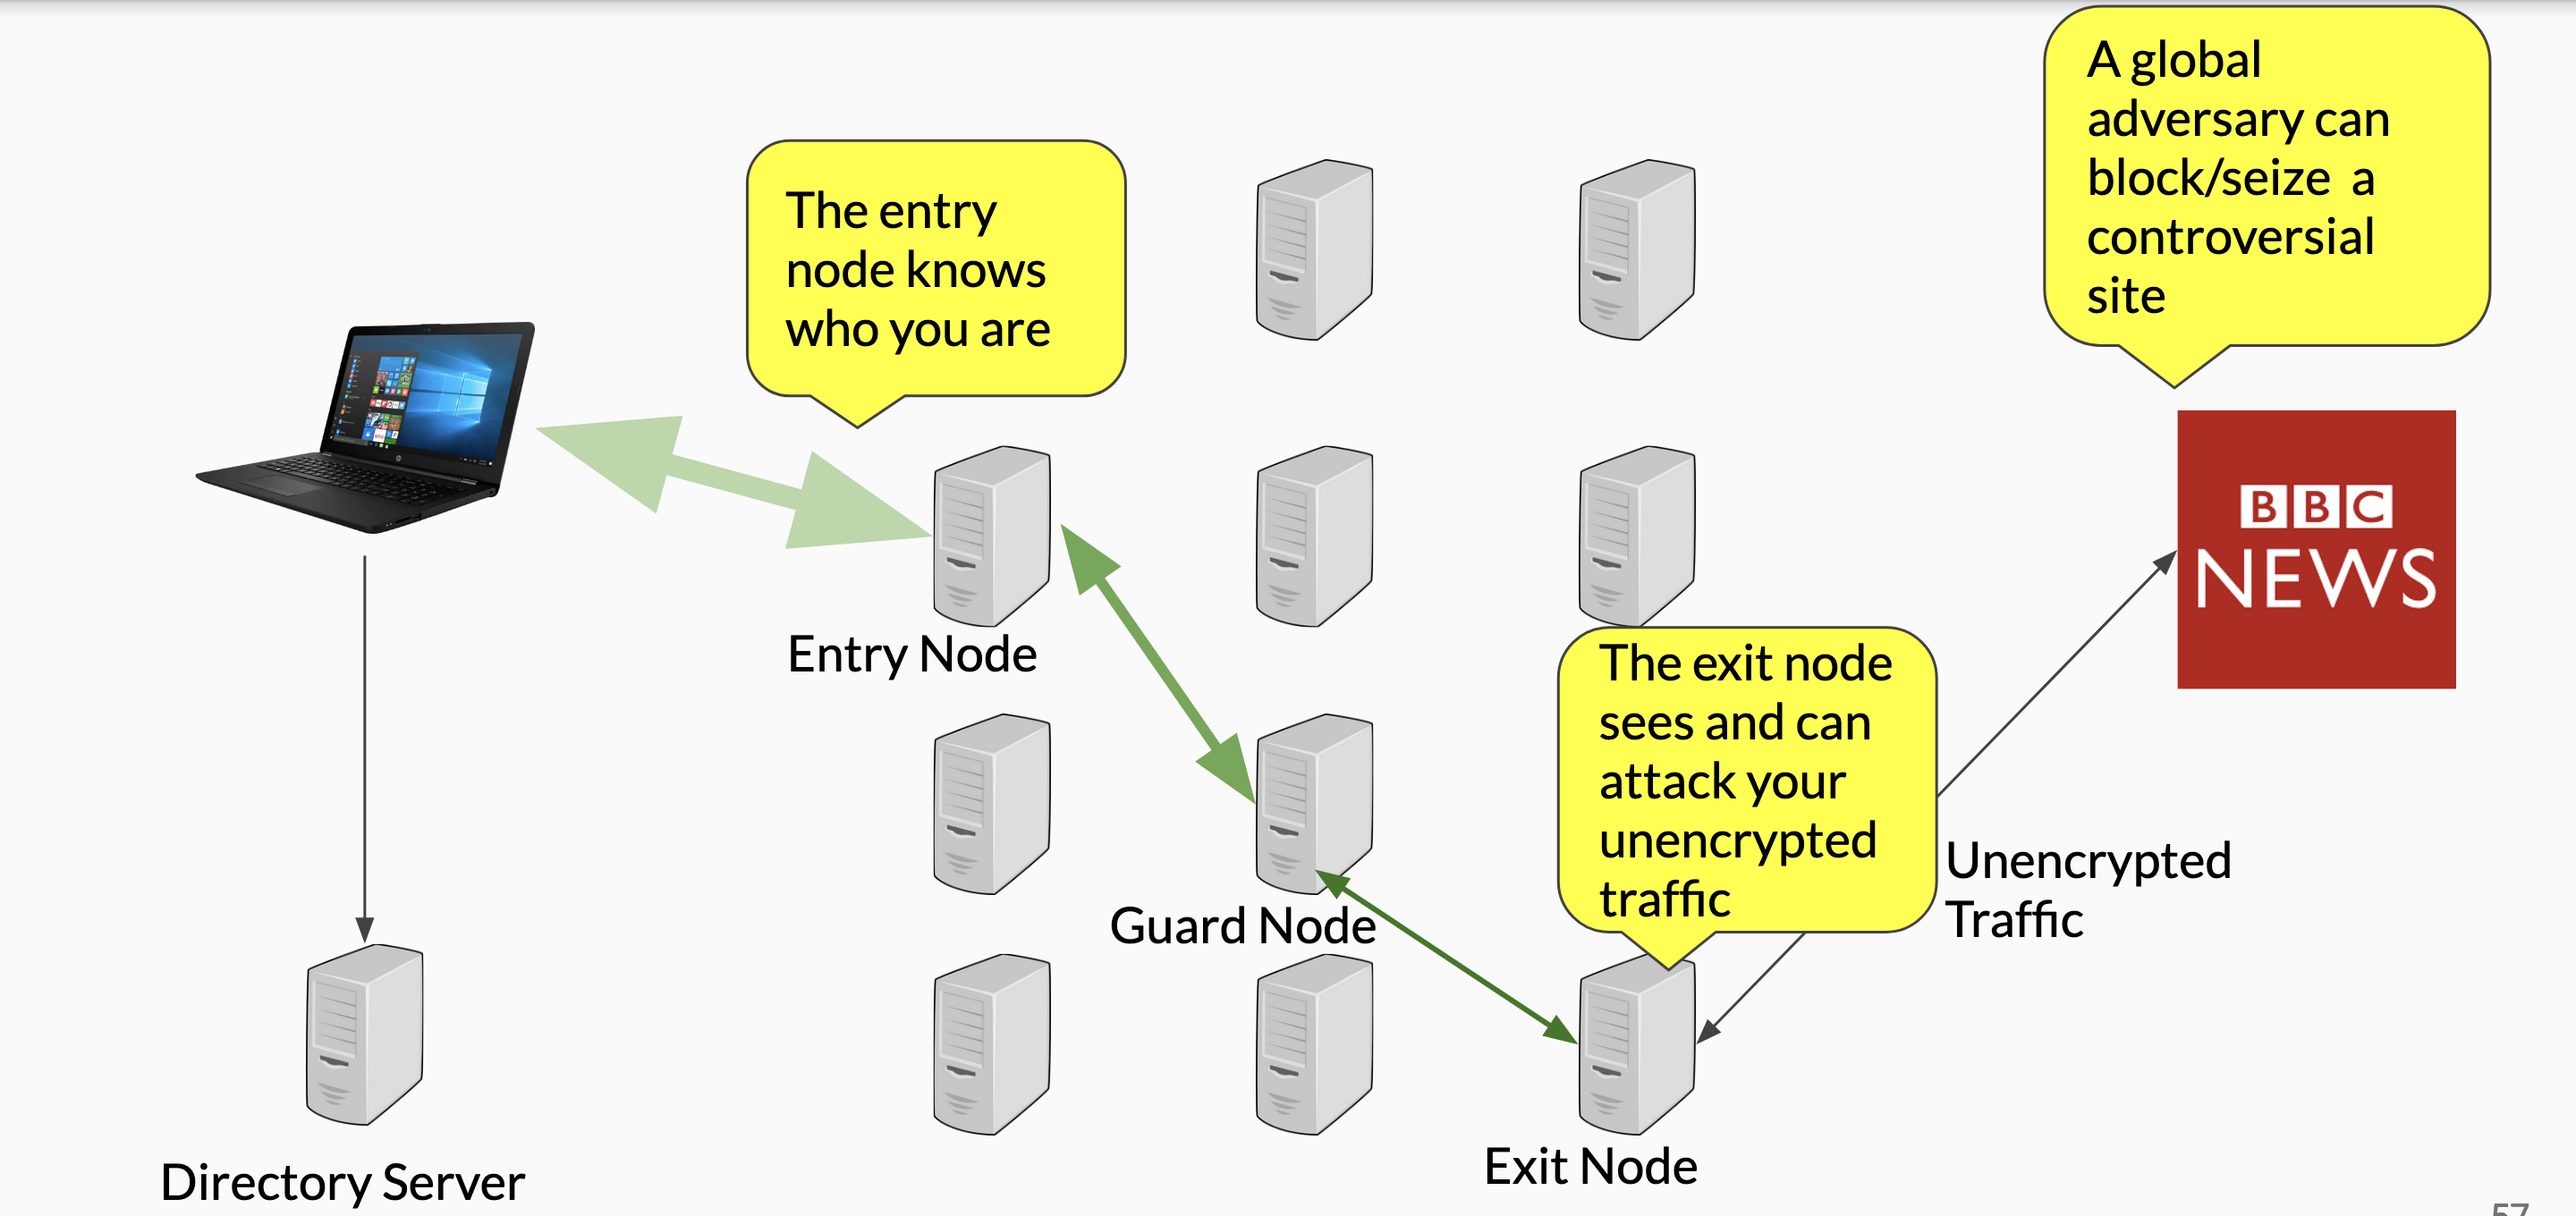 A global
adversary can
block/seize  a
controversial
site
The entry
node knows
who you are
BBC
NEWS
Entry Node
The exit node
sees and can
attack your
unencrypted
traffic
Unencrypted
Traffic
Guard Node
Exit Node
Directory Server
57